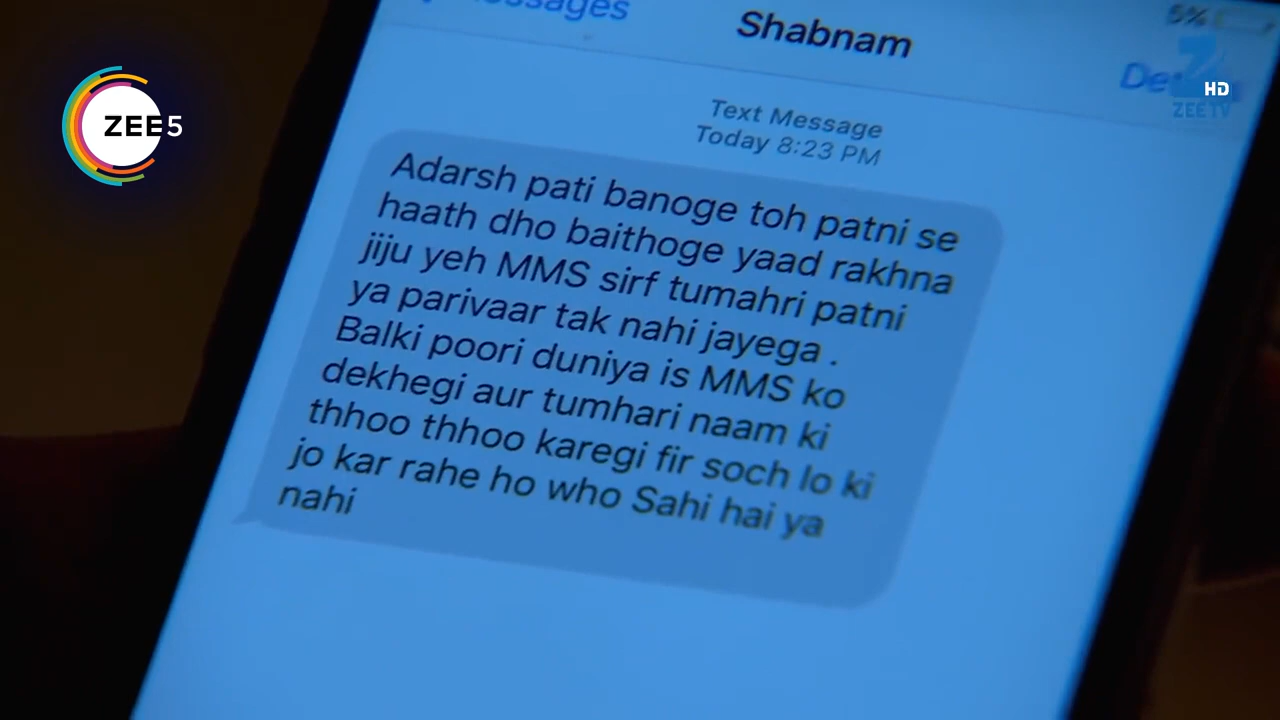 Shabnam
5%
HD
ZEE TV
ZEE5
Text Message
Today 8:23 PM
Adarsh pati banoge toh patni se
haath dho baithoge yaad rakhna
jiju yeh MMS sirf tumahri patni
ya parivaar tak nahi jayega .
Balki poori duniya is MMS ko
dekhegi aur tumhari naam ki
thhoo thhoo karegi fir soch lo ki
jo kar rahe ho who Sahi hai ya
nahi